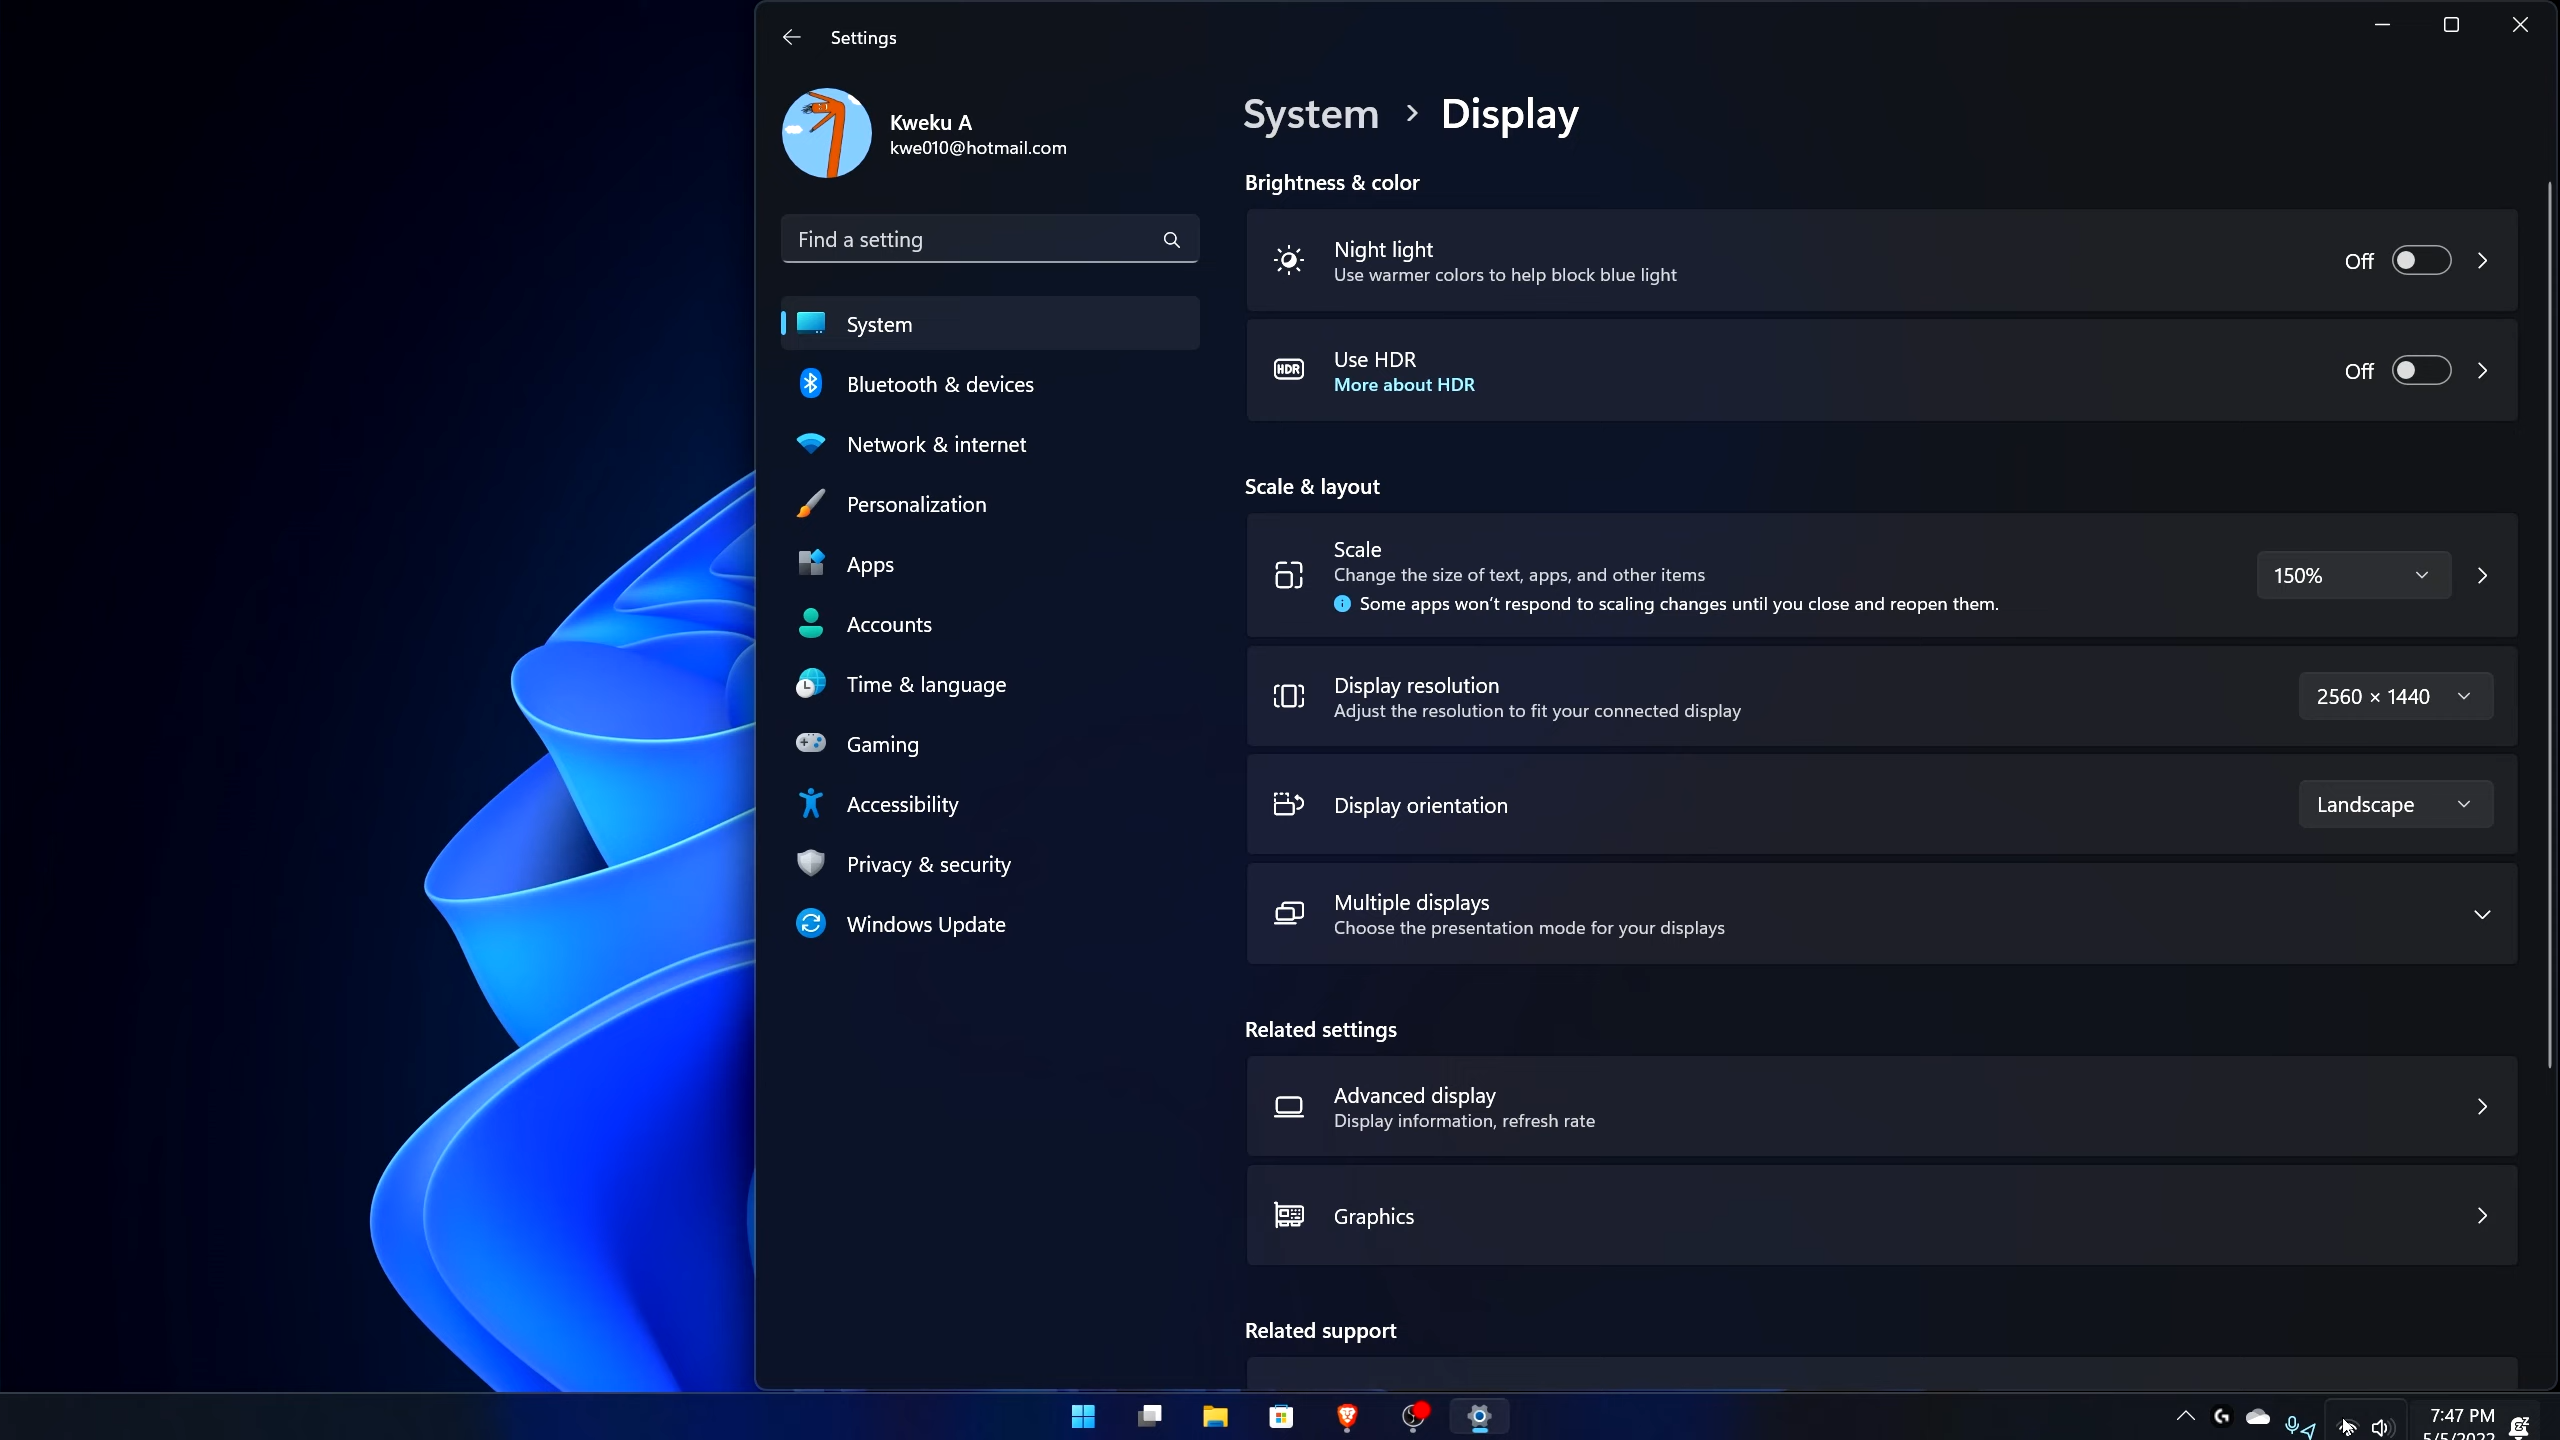 Settings
Kweku A
kwe010@hotmail.com
Find a setting
System
Bluetooth & devices
Network & internet
Personalization
Apps
Accounts
Time & language
Gaming
Accessibility
Privacy & security
Windows Update
System > Display
Brightness & color
Night light
Use warmer colors to help block blue light
Off
HDR
Use HDR
More about HDR
Off
Scale & layout
Scale
Change the size of text, apps, and other items
Some apps won't respond to scaling changes until you close and reopen them.
150%
Display resolution
Adjust the resolution to fit your connected display
2560 × 1440
Display orientation
Landscape
Multiple displays
Choose the presentation mode for your displays
Related settings
Advanced display
Display information, refresh rate
Graphics
Related support
7:47 PM
5/5/2022